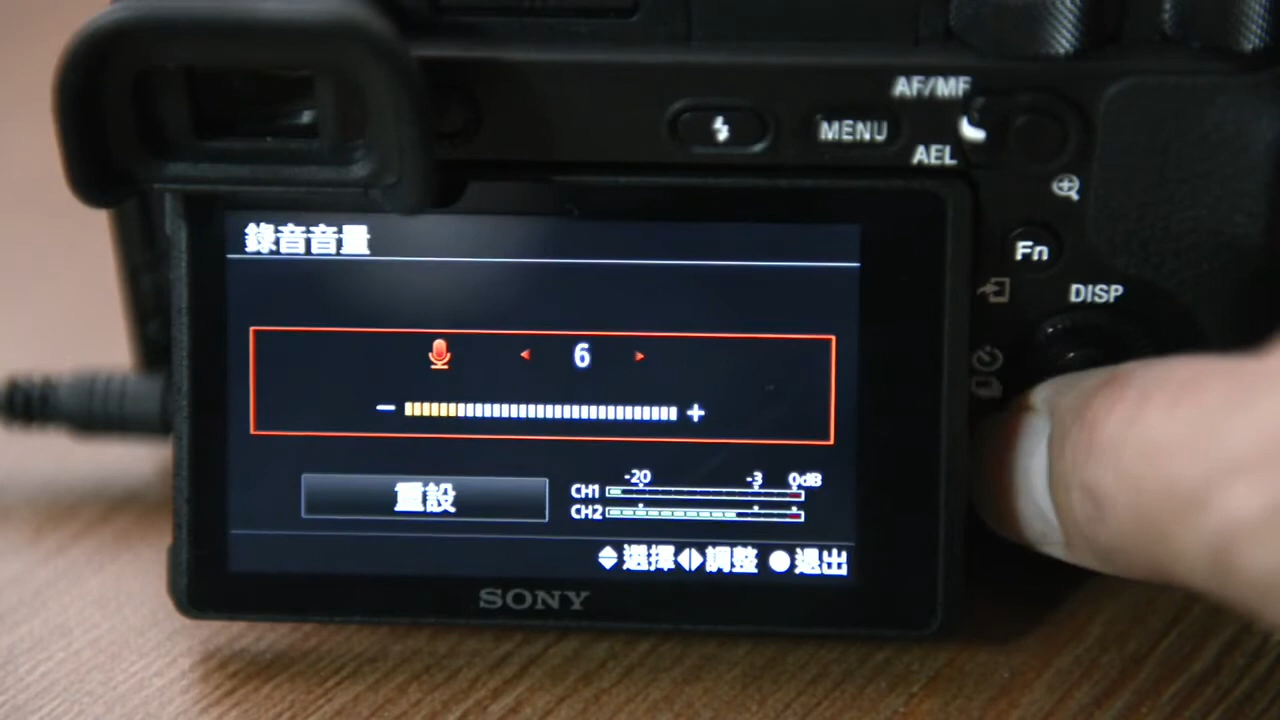 AF/MF
MENU
AEL
Fn
DISP
錄音音量
6
− +
-20 -3 0dB
CH1
CH2
重設
選擇 調整 退出
SONY